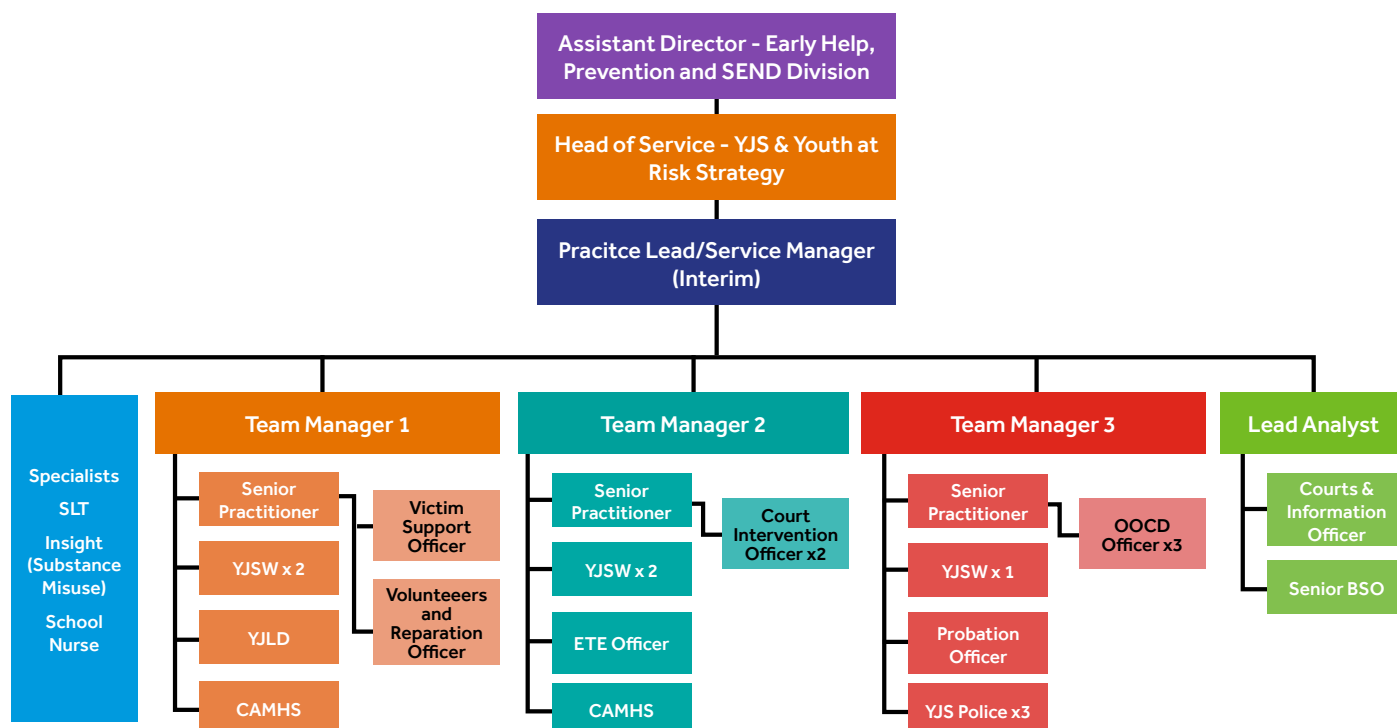 Assistant Director - Early Help,
Prevention and SEND Division
Head of Service - YJS & Youth at
Risk Strategy
Pracitce Lead/Service Manager
(Interim)
Specialists
SLT
Insight
(Substance
Misuse)
School
Nurse
Team Manager 1
Senior
Practitioner
Victim
Support
Officer
YJSW x 2
Volunteeers
and
Reparation
Officer
YJLD
CAMHS
Team Manager 2
Senior
Practitioner
Court
Intervention
Officer x2
YJSW x 2
ETE Officer
CAMHS
Team Manager 3
Senior
Practitioner
OOCD
Officer x3
YJSW x 1
Probation
Officer
YJS Police x3
Lead Analyst
Courts &
Information
Officer
Senior BSO